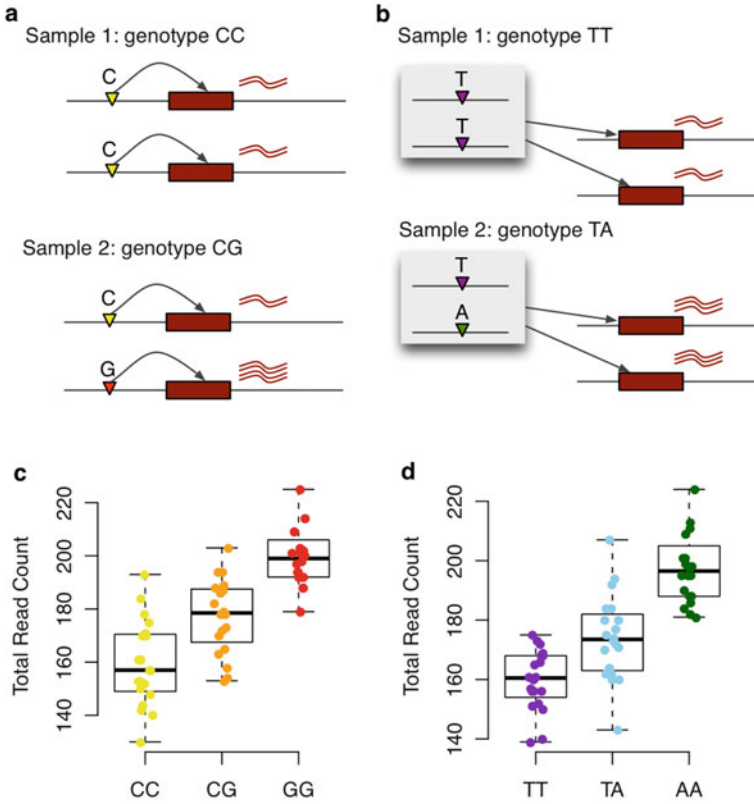 a
Sample 1: genotype CC
C
C
Sample 2: genotype CG
C
G
b
Sample 1: genotype TT
T
T
Sample 2: genotype TA
T
A
c
Total Read Count
220
200
180
160
140
CC CG GG
d
Total Read Count
220
200
180
160
140
TT TA AA